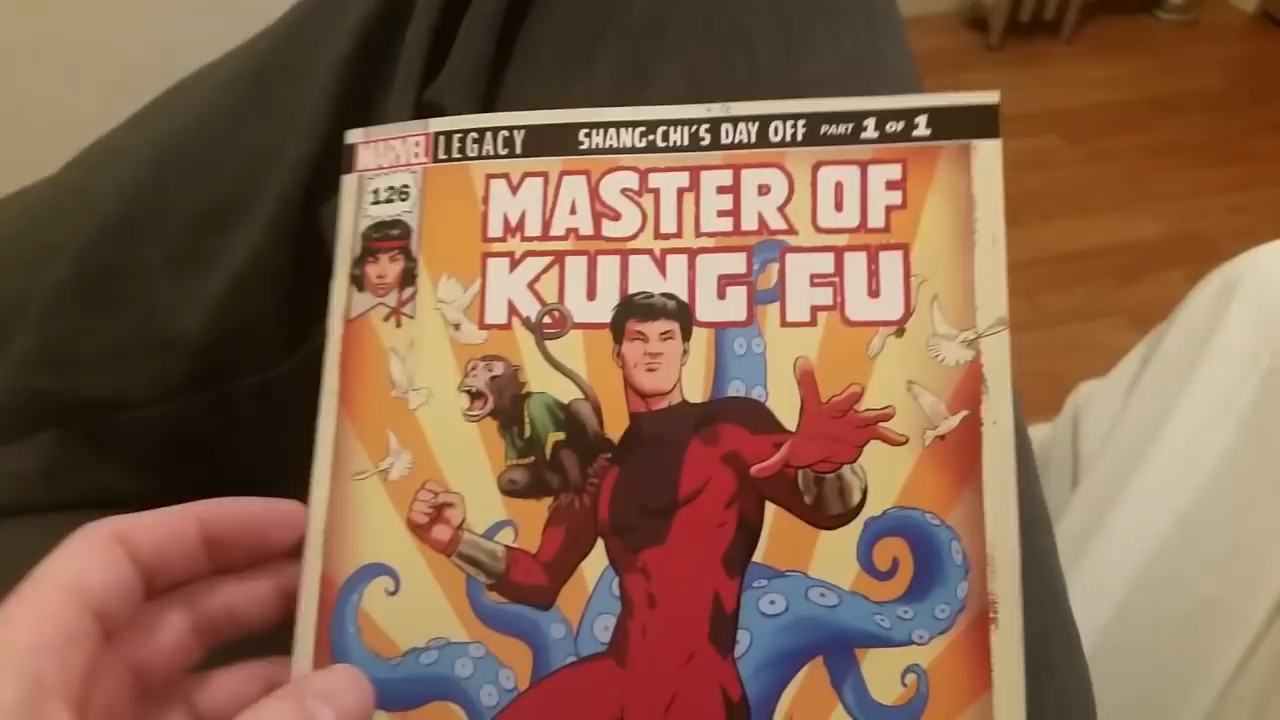 MARVEL LEGACY SHANG-CHI'S DAY OFF PART 1 OF 1
126
MASTER OF
KUNG FU